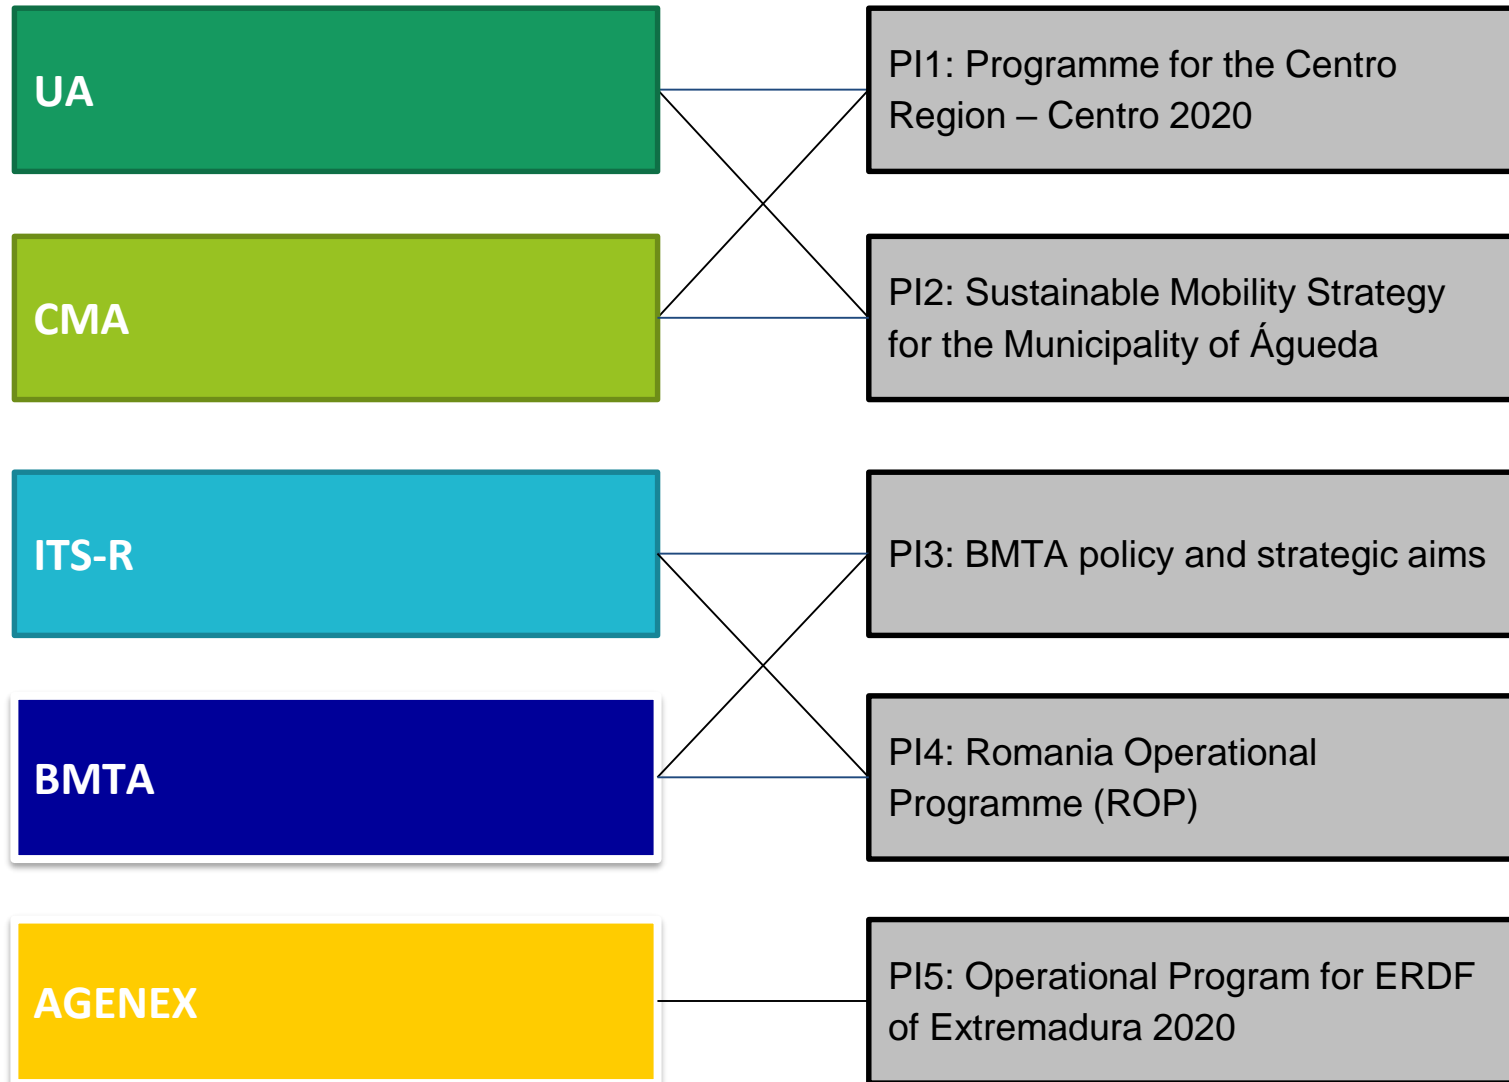 UA
PI1: Programme for the Centro
Region – Centro 2020
CMA
PI2: Sustainable Mobility Strategy
for the Municipality of Águeda
ITS-R
PI3: BMTA policy and strategic aims
BMTA
PI4: Romania Operational
Programme (ROP)
AGENEX
PI5: Operational Program for ERDF
of Extremadura 2020